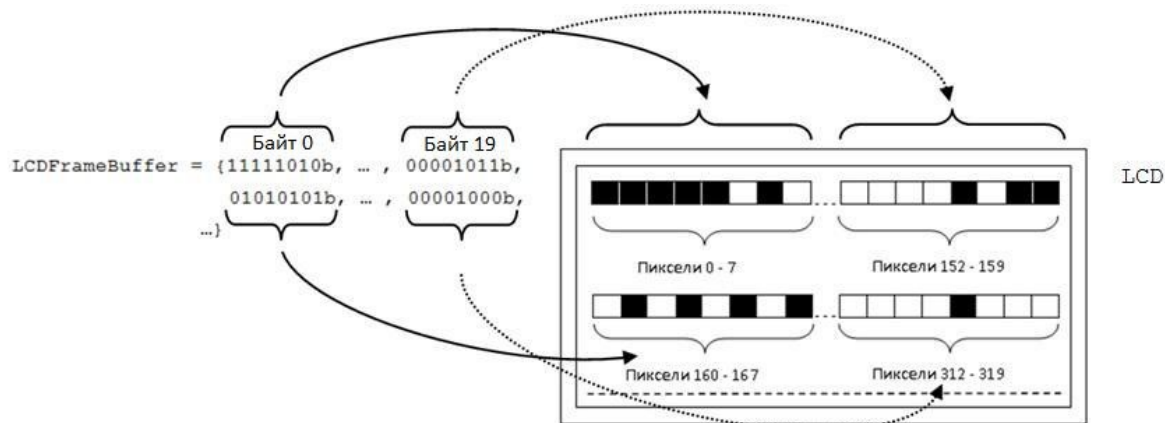 Байт 0
Байт 19
LCDFrameBuffer = {11111010b, … , 00001011b,
01010101b, … , 00001000b,
…}
LCD
Пиксели 0 - 7
Пиксели 152 - 159
Пиксели 160 - 167
Пиксели 312 - 319